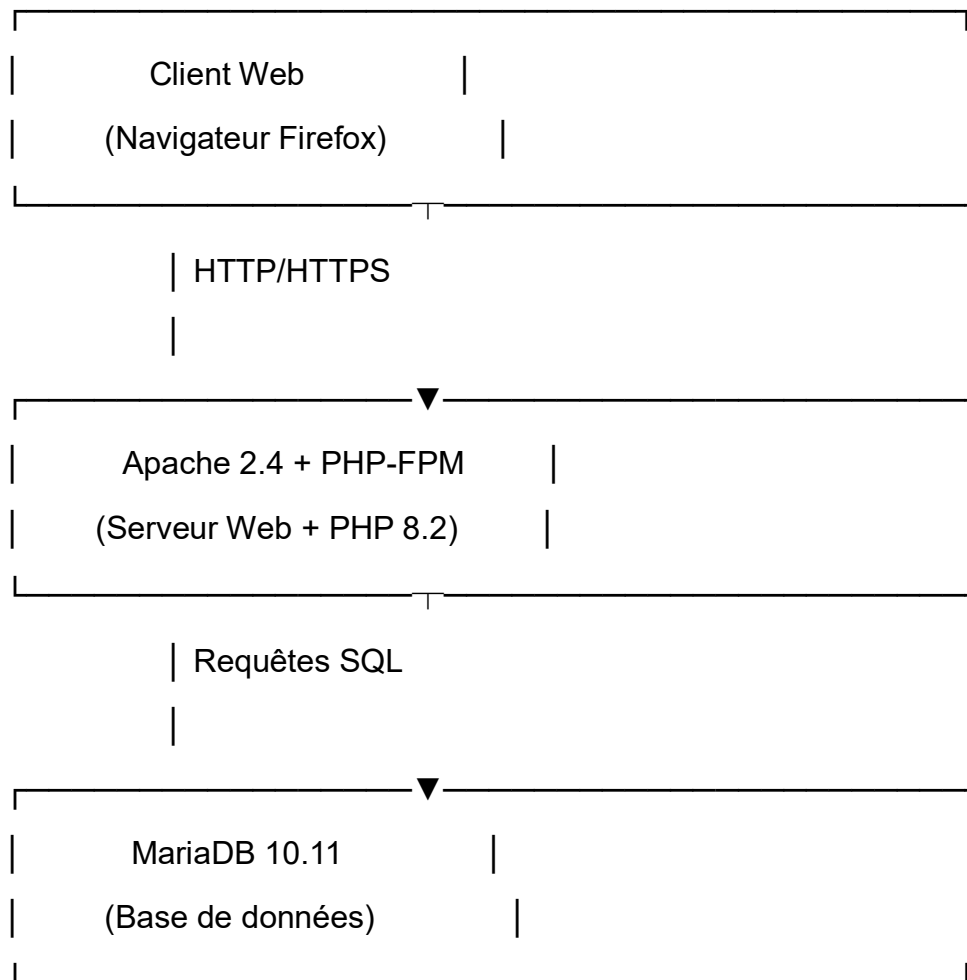 Client Web
(Navigateur Firefox)
HTTP/HTTPS
Apache 2.4 + PHP-FPM
(Serveur Web + PHP 8.2)
Requêtes SQL
MariaDB 10.11
(Base de données)